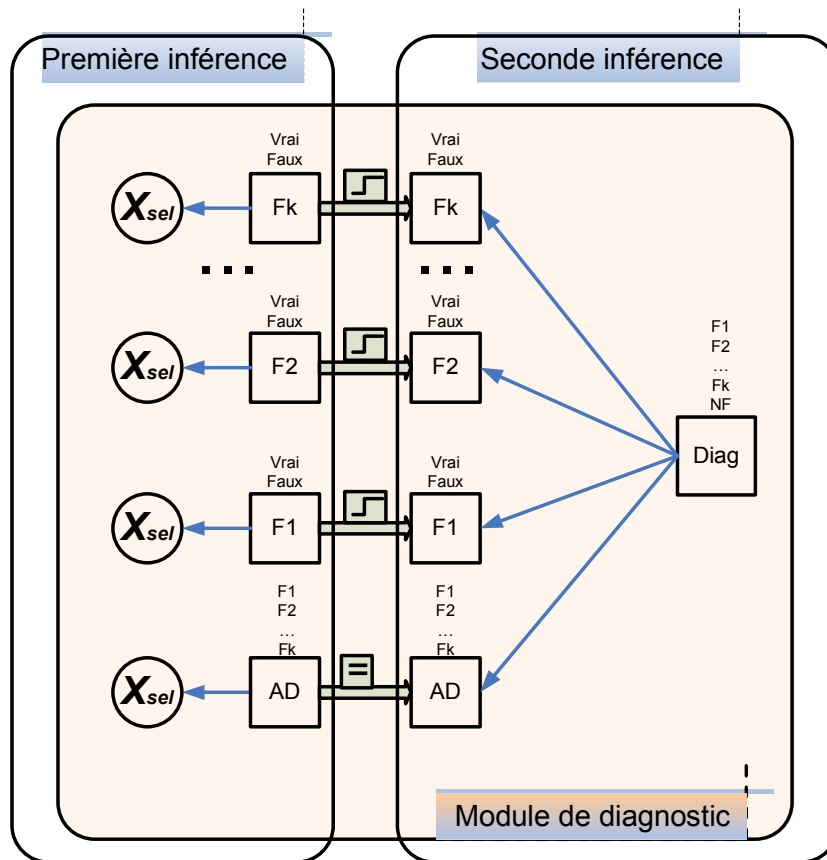 Première inférence
Seconde inférence
Vrai
Faux
Vrai
Faux
Xsel
Fk
Fk
...
...
Vrai
Faux
Vrai
Faux
F1
F2
...
Fk
NF
Xsel
F2
F2
Diag
Vrai
Faux
Vrai
Faux
Xsel
F1
F1
F1
F2
...
Fk
F1
F2
...
Fk
Xsel
AD
=
AD
Module de diagnostic